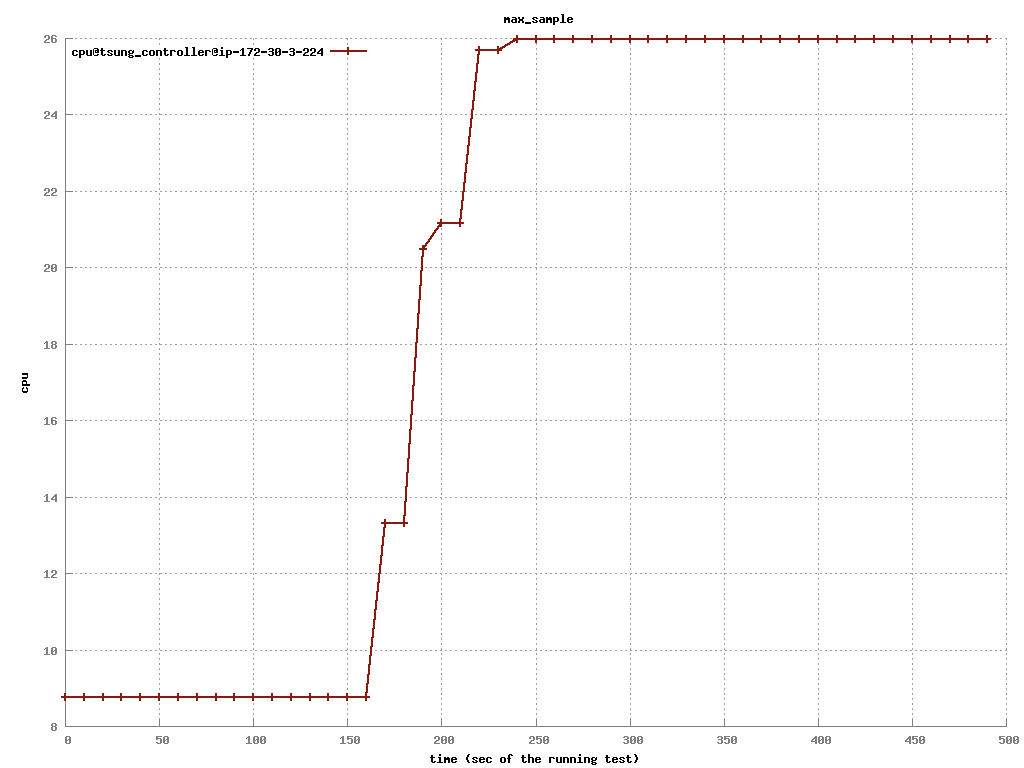 max_sample
cpu@tsung_controller@ip-172-30-3-224
26
24
22
20
18
16
14
12
10
8
cpu
0 50 100 150 200 250 300 350 400 450 500
time (sec of the running test)